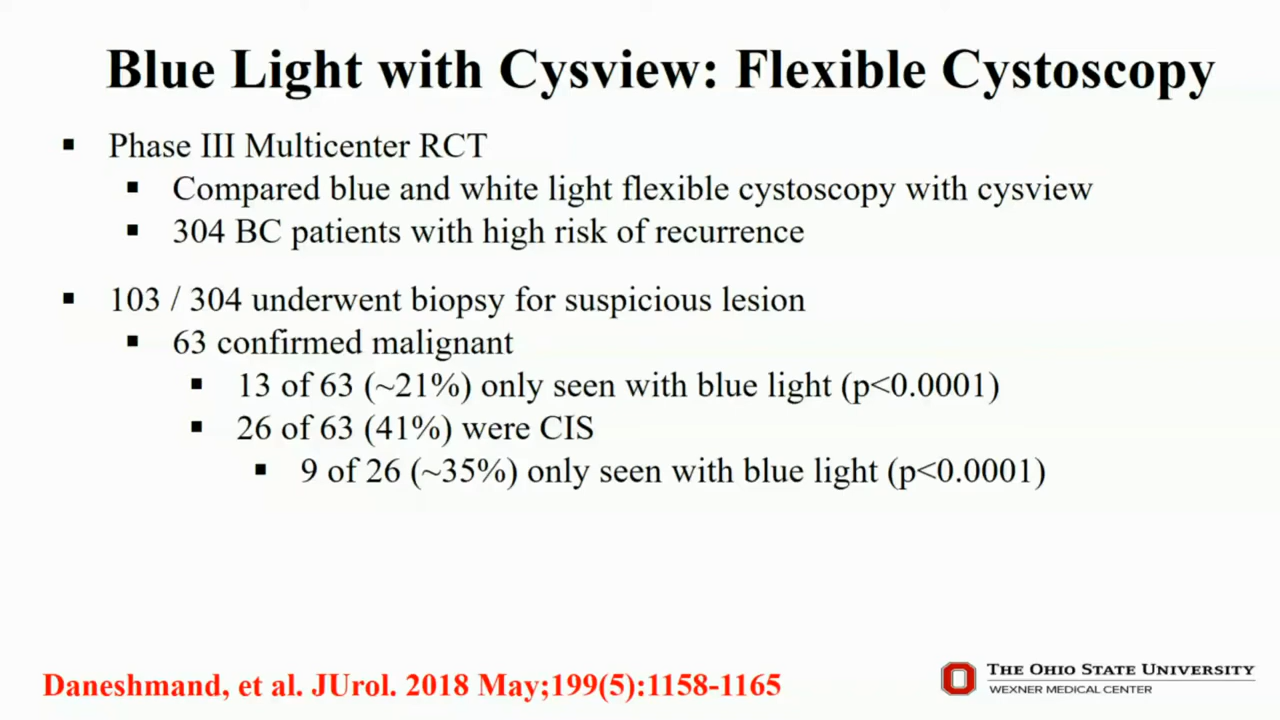 Blue Light with Cysview: Flexible Cystoscopy
▪ Phase III Multicenter RCT
▪ Compared blue and white light flexible cystoscopy with cysview
▪ 304 BC patients with high risk of recurrence
▪ 103 / 304 underwent biopsy for suspicious lesion
▪ 63 confirmed malignant
▪ 13 of 63 (~21%) only seen with blue light (p<0.0001)
▪ 26 of 63 (41%) were CIS
▪ 9 of 26 (~35%) only seen with blue light (p<0.0001)
Daneshmand, et al. JUrol. 2018 May;199(5):1158-1165
THE OHIO STATE UNIVERSITY
WEXNER MEDICAL CENTER